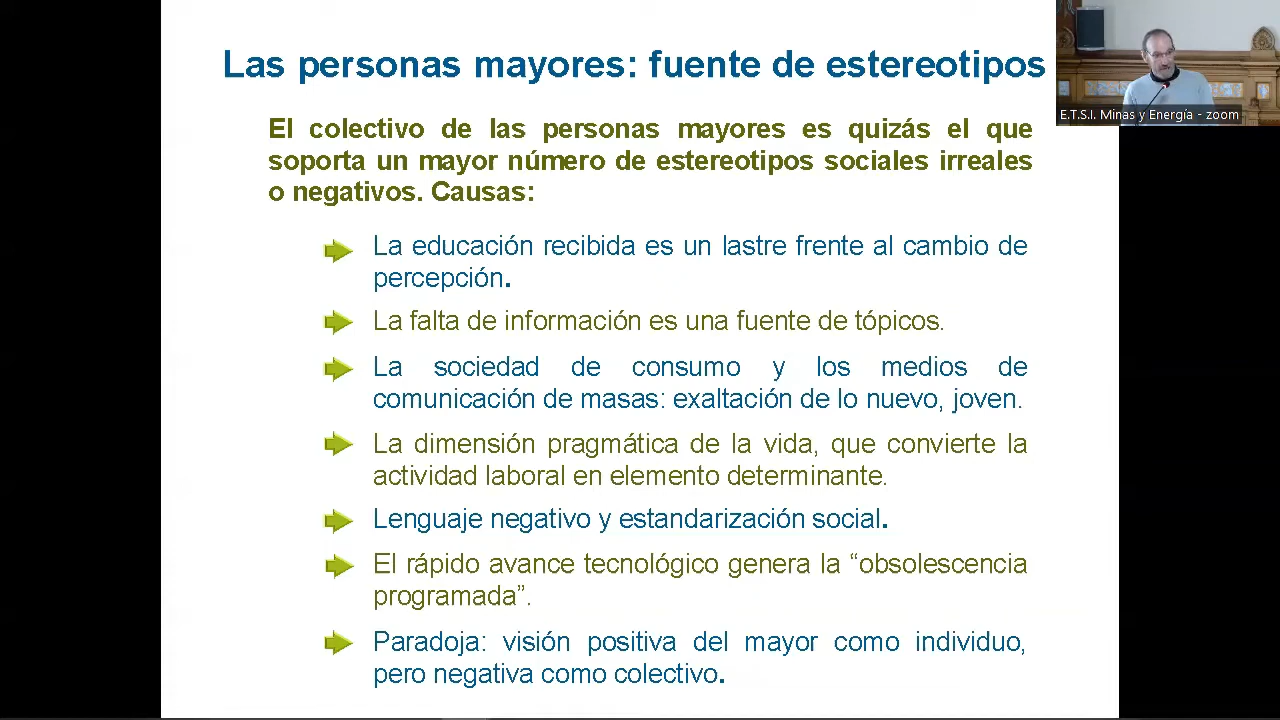 Las personas mayores: fuente de estereotipos
E.T.S.I. Minas y Energía - zoom
El colectivo de las personas mayores es quizás el que
soporta un mayor número de estereotipos sociales irreales
o negativos. Causas:
La educación recibida es un lastre frente al cambio de
percepción.
La falta de información es una fuente de tópicos.
La sociedad de consumo y los medios de
comunicación de masas: exaltación de lo nuevo, joven.
La dimensión pragmática de la vida, que convierte la
actividad laboral en elemento determinante.
Lenguaje negativo y estandarización social.
El rápido avance tecnológico genera la “obsolescencia
programada”.
Paradoja: visión positiva del mayor como individuo,
pero negativa como colectivo.